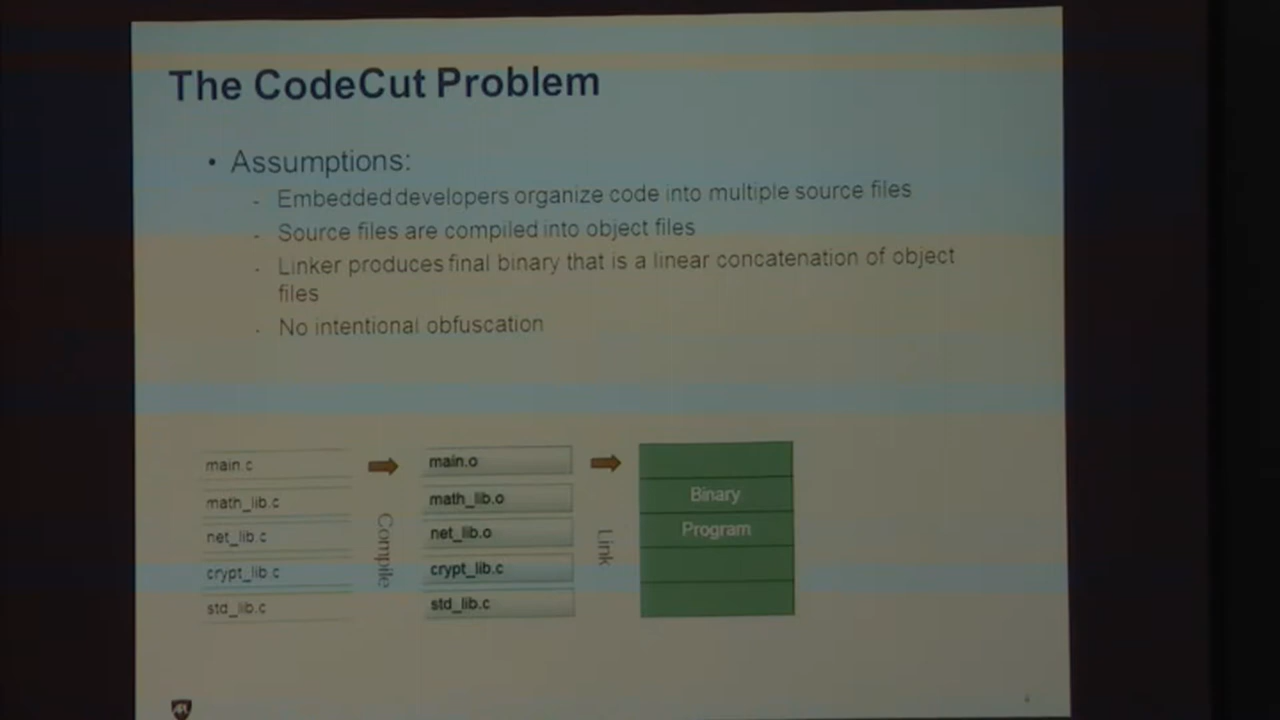 The CodeCut Problem
• Assumptions:
- Embedded developers organize code into multiple source files
- Source files are compiled into object files
- Linker produces final binary that is a linear concatenation of object
files
- No intentional obfuscation
main.c
math_lib.c
net_lib.c
crypt_lib.c
std_lib.c
Compile
main.o
math_lib.o
net_lib.o
crypt_lib.c
std_lib.c
Link
Binary
Program